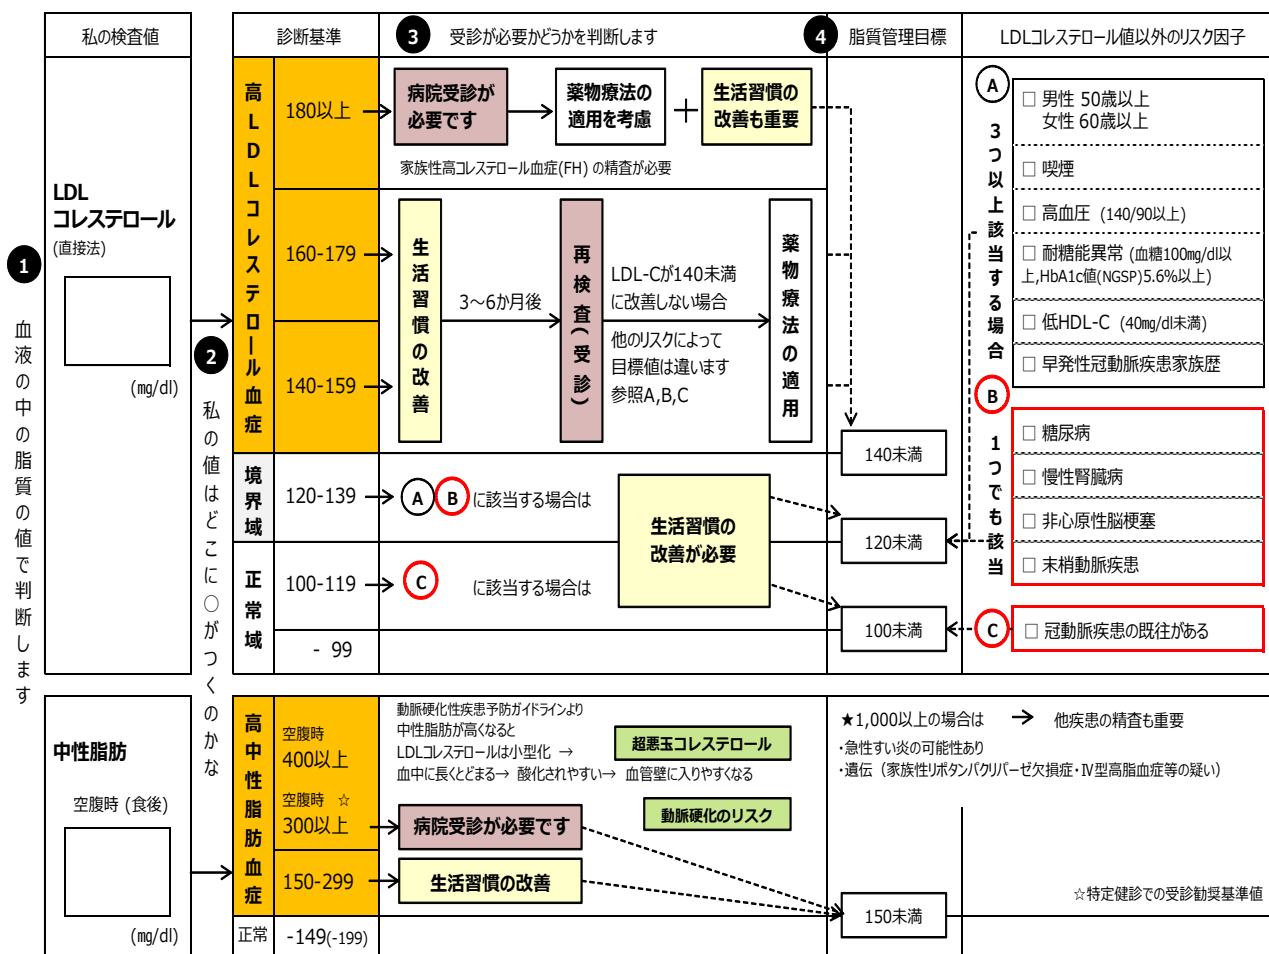 私の検査値
診断基準
3 受診が必要かどうかを判断します
4 脂質管理目標
LDLコレステロール値以外のリスク因子
1 血液の中の脂質の値で判断します
LDL
コレステロール
(直接法)
(mg/dl)
2 私の値はどこに○がつくのかな
高LDLコレステロール血症
180以上
病院受診が
必要です
薬物療法の
適用を考慮
＋
生活習慣の
改善も重要
家族性高コレステロール血症(FH) の精査が必要
160-179
140-159
生活習慣の改善
3～6か月後
再検査(受診)
LDL-Cが140未満
に改善しない場合
他のリスクによって
目標値は違います
参照A,B,C
薬物療法の適用
140未満
境界域
120-139
A B に該当する場合は
生活習慣の
改善が必要
120未満
正常域
100-119
C に該当する場合は
100未満
- 99
A
3つ以上該当する場合
□ 男性 50歳以上
女性 60歳以上
□ 喫煙
□ 高血圧 (140/90以上)
□ 耐糖能異常 (血糖100mg/dl以
上,HbA1c値(NGSP)5.6%以上)
□ 低HDL-C (40mg/dl未満)
□ 早発性冠動脈疾患家族歴
B
1つでも該当
□ 糖尿病
□ 慢性腎臓病
□ 非心原性脳梗塞
□ 末梢動脈疾患
C
□ 冠動脈疾患の既往がある
中性脂肪
空腹時 (食後)
(mg/dl)
高中性脂肪血症
空腹時
400以上
空腹時 ☆
300以上
150-299
正常
-149(-199)
動脈硬化性疾患予防ガイドラインより
中性脂肪が高くなると
LDLコレステロールは小型化 →
超悪玉コレステロール
血中に長くとどまる→ 酸化されやすい→ 血管壁に入りやすくなる
動脈硬化のリスク
病院受診が必要です
生活習慣の改善
150未満
★1,000以上の場合は → 他疾患の精査も重要
・急性すい炎の可能性あり
・遺伝（家族性リポタンパクリパーゼ欠損症・Ⅳ型高脂血症等の疑い）
☆特定健診での受診勧奨基準値